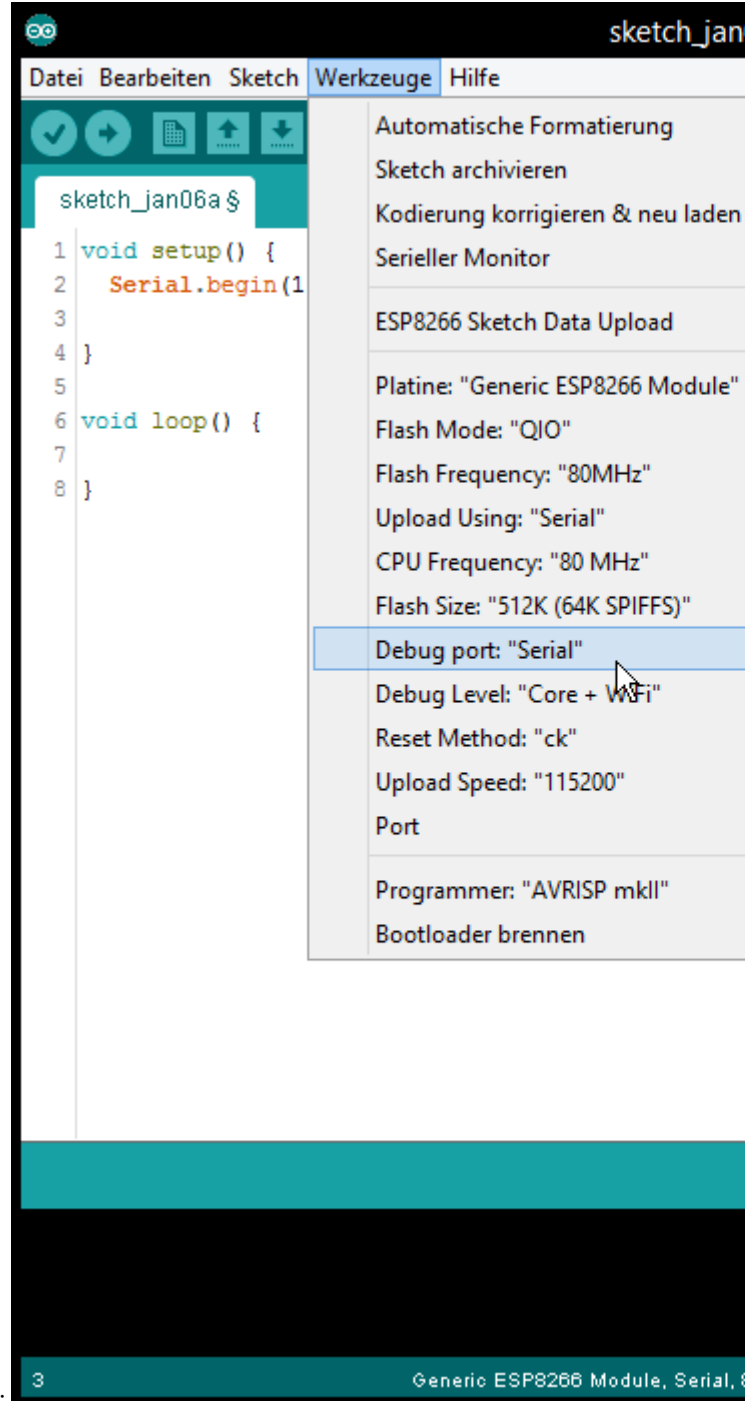 sketch_jan
Datei Bearbeiten Sketch Werkzeuge Hilfe
sketch_jan06a §
1 void setup() {
2 Serial.begin(1
3
4 }
5
6 void loop() {
7
8 }
Automatische Formatierung
Sketch archivieren
Kodierung korrigieren & neu laden
Serieller Monitor
ESP8266 Sketch Data Upload
Platine: "Generic ESP8266 Module"
Flash Mode: "QIO"
Flash Frequency: "80MHz"
Upload Using: "Serial"
CPU Frequency: "80 MHz"
Flash Size: "512K (64K SPIFFS)"
Debug port: "Serial"
Debug Level: "Core + WiFi"
Reset Method: "ck"
Upload Speed: "115200"
Port
Programmer: "AVRISP mkII"
Bootloader brennen
3 Generic ESP8266 Module, Serial,
.